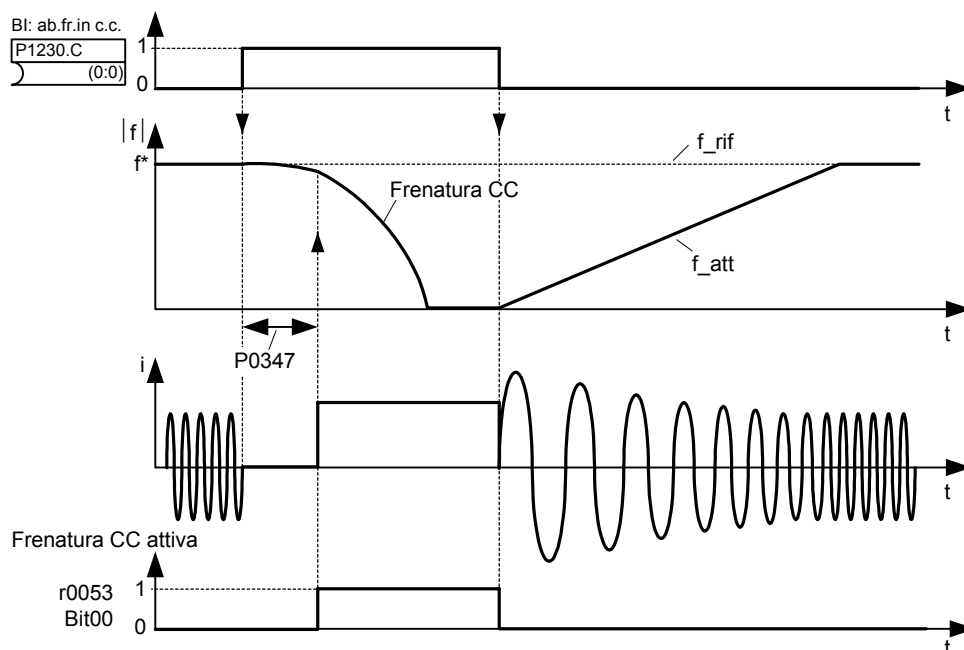 BI: ab.fr.in c.c.
P1230.C
(0:0)
1
0
t
|f|
f*
f_rif
Frenatura CC
f_att
t
P0347
i
t
Frenatura CC attiva
r0053
Bit00
1
0
t